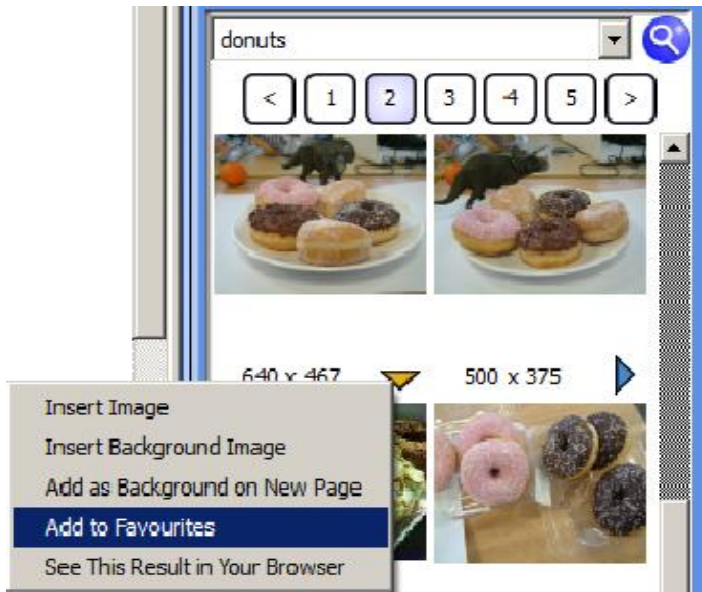 donuts
< 1 2 3 4 5 >
640 x 467 500 x 375
Insert Image
Insert Background Image
Add as Background on New Page
Add to Favourites
See This Result in Your Browser